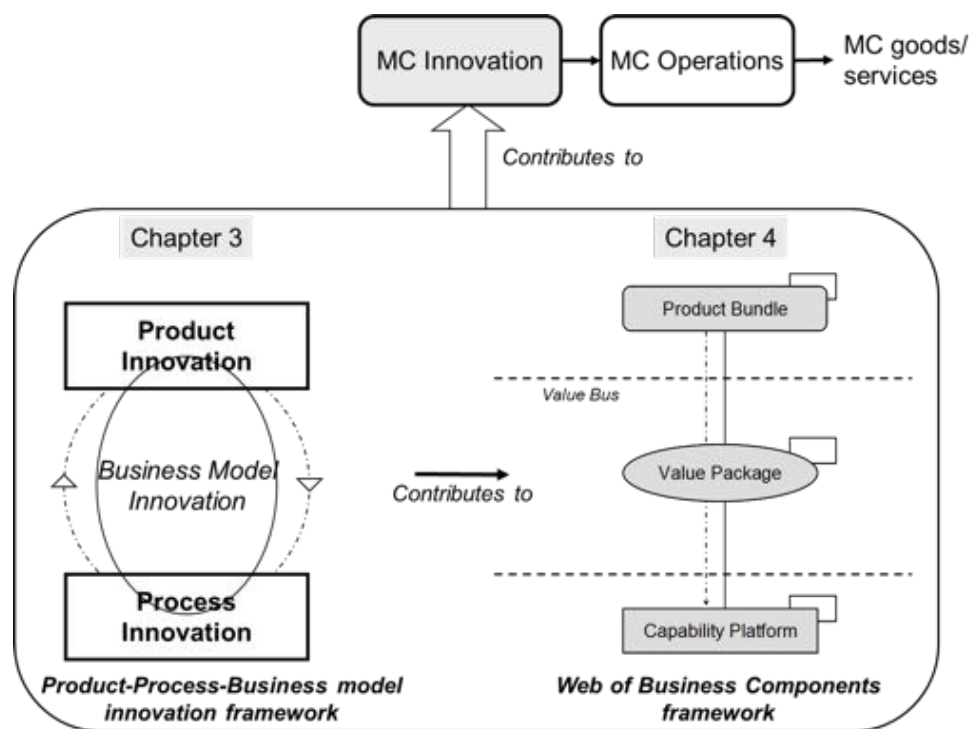 MC Innovation
MC Operations
MC goods/
services
Contributes to
Chapter 3
Chapter 4
Product
Innovation
Business Model
Innovation
Process
Innovation
Contributes to
Product Bundle
Value Bus
Value Package
Capability Platform
Product-Process-Business model
innovation framework
Web of Business Components
framework